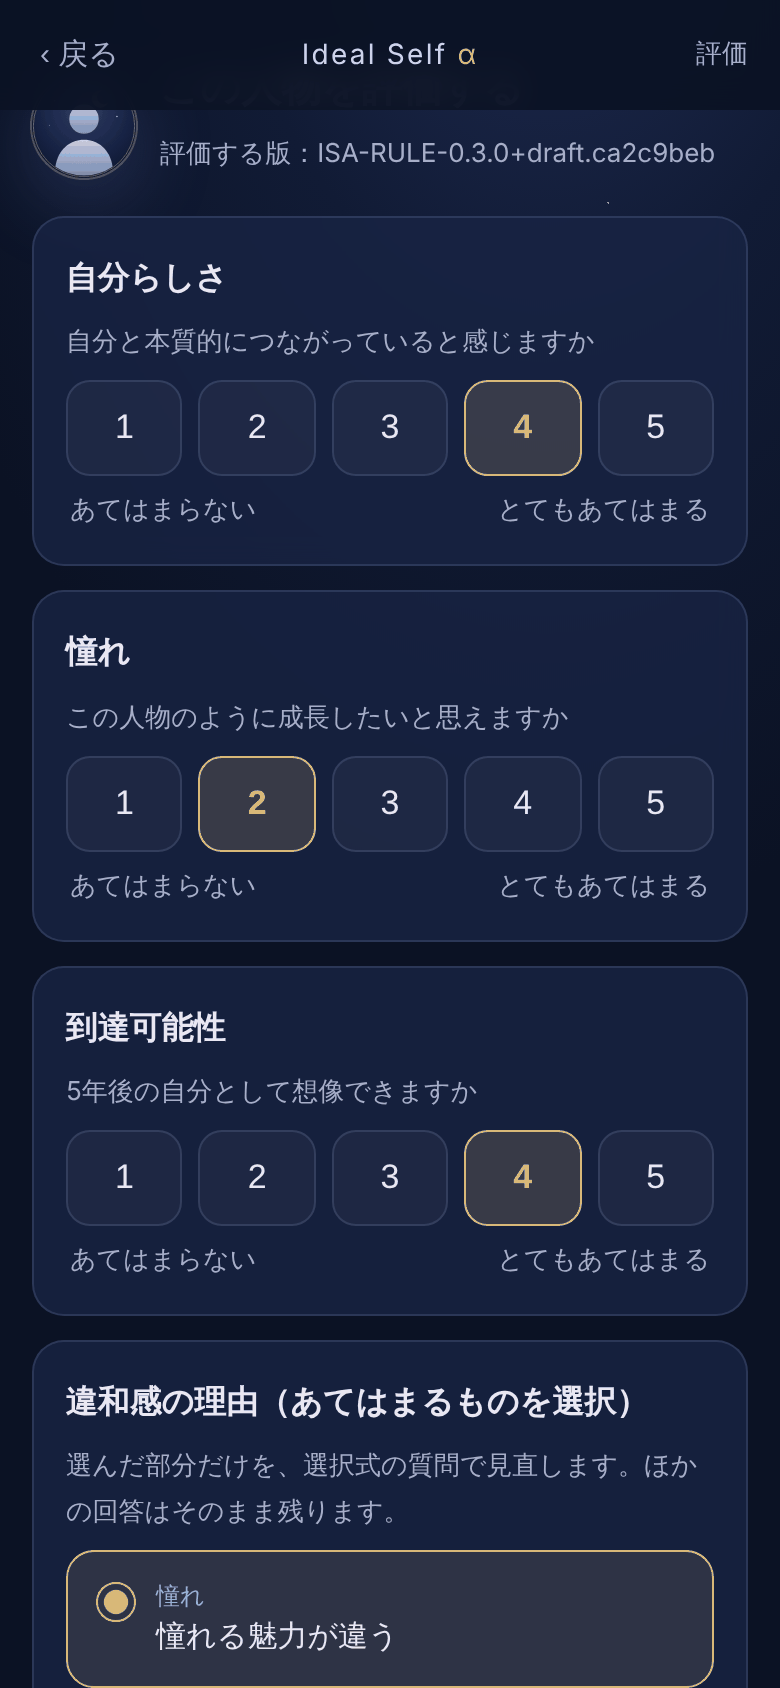 ‹ 戻る
Ideal Self α
評価
評価する版：ISA-RULE-0.3.0+draft.ca2c9beb
自分らしさ
自分と本質的につながっていると感じますか
1 2 3 4 5
あてはまらない とてもあてはまる
憧れ
この人物のように成長したいと思えますか
1 2 3 4 5
あてはまらない とてもあてはまる
到達可能性
5年後の自分として想像できますか
1 2 3 4 5
あてはまらない とてもあてはまる
違和感の理由（あてはまるものを選択）
選んだ部分だけを、選択式の質問で見直します。ほか
の回答はそのまま残ります。
憧れ
憧れる魅力が違う